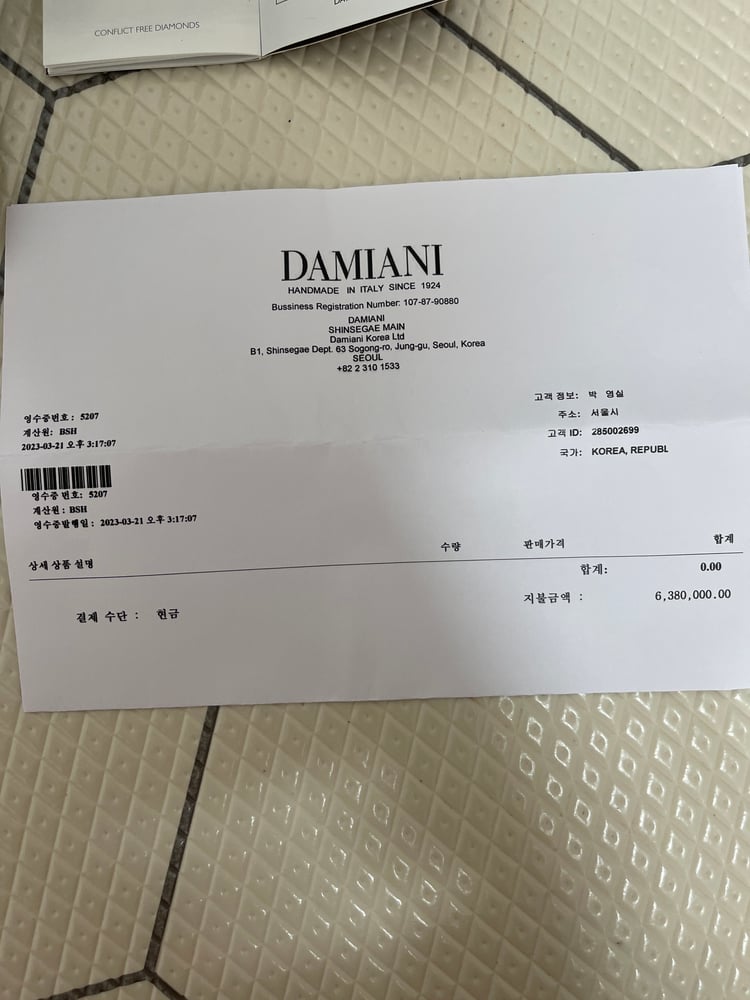 CONFLICT FREE DIAMONDS
DAMIANI
HANDMADE IN ITALY SINCE 1924
Bussiness Registration Number: 107-87-90880
DAMIANI
SHINSEGAE MAIN
Damiani Korea Ltd
B1, Shinsegae Dept. 63 Sogong-ro, Jung-gu, Seoul, Korea
SEOUL
+82 2 310 1533
고객 정보: 박 영실
주소: 서울시
고객 ID: 285002699
국가: KOREA, REPUBL
영수증번호: 5207
계산원: BSH
2023-03-21 오후 3:17:07
영수증 번호: 5207
계산원: BSH
영수증발행일: 2023-03-21 오후 3:17:07
상세 상품 설명 수량 판매가격 합계
합계: 0.00
지불금액 : 6,380,000.00
결제 수단 : 현금